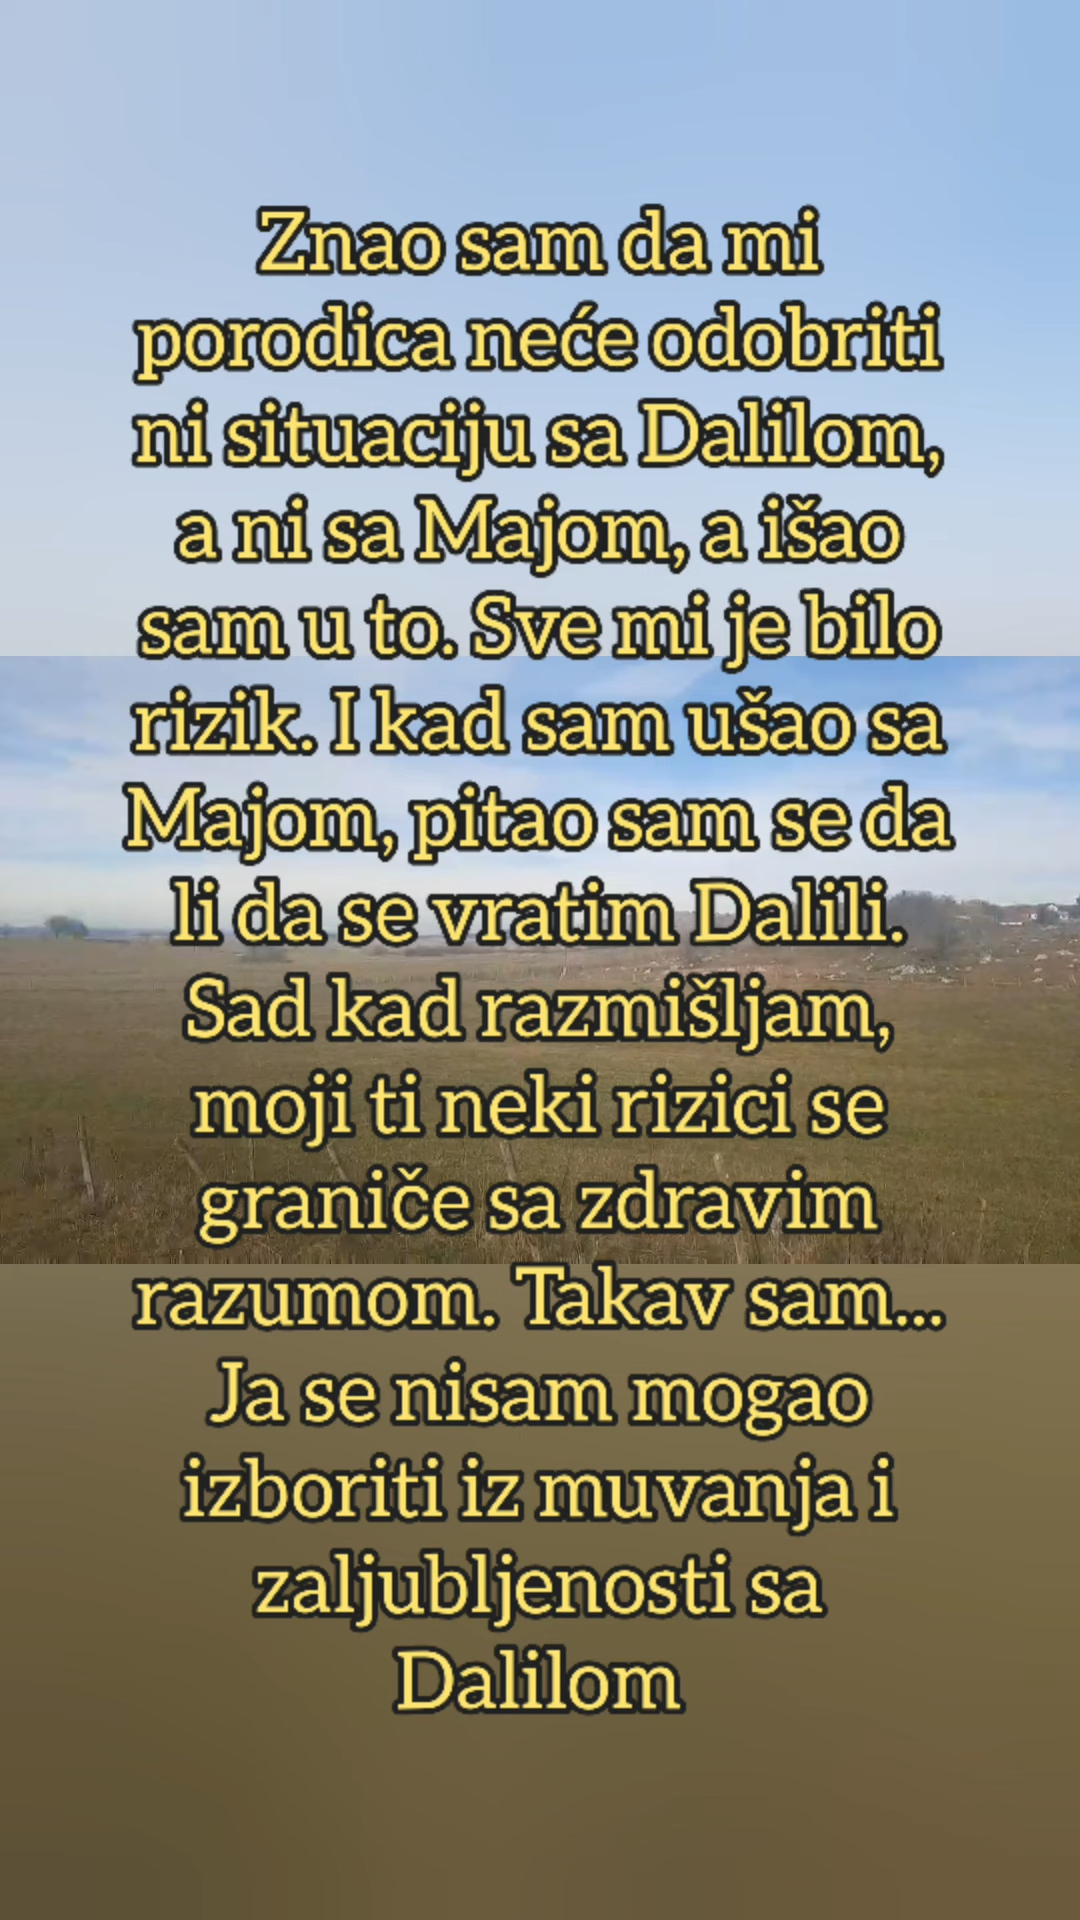 Znao sam da mi
porodica neće odobriti
ni situaciju sa Dalilom,
a ni sa Majom, a išao
sam u to. Sve mi je bilo
rizik. I kad sam ušao sa
Majom, pitao sam se da
li da se vratim Dalili.
Sad kad razmišljam,
moji ti neki rizici se
graniče sa zdravim
razumom. Takav sam...
Ja se nisam mogao
izboriti iz muvanja i
zaljubljenosti sa
Dalilom